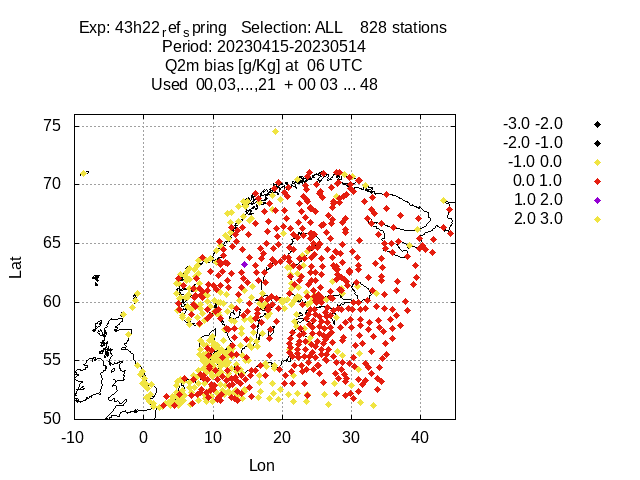 Exp: 43h22ref spring Selection: ALL 828 stations
Period: 20230415-20230514
Q2m bias [g/Kg] at 06 UTC
Used 00,03,...,21 + 00 03 ... 48
-3.0 -2.0
-2.0 -1.0
-1.0 0.0
0.0 1.0
1.0 2.0
2.0 3.0
75
70
65
60
55
50
Lat
-10 0 10 20 30 40
Lon